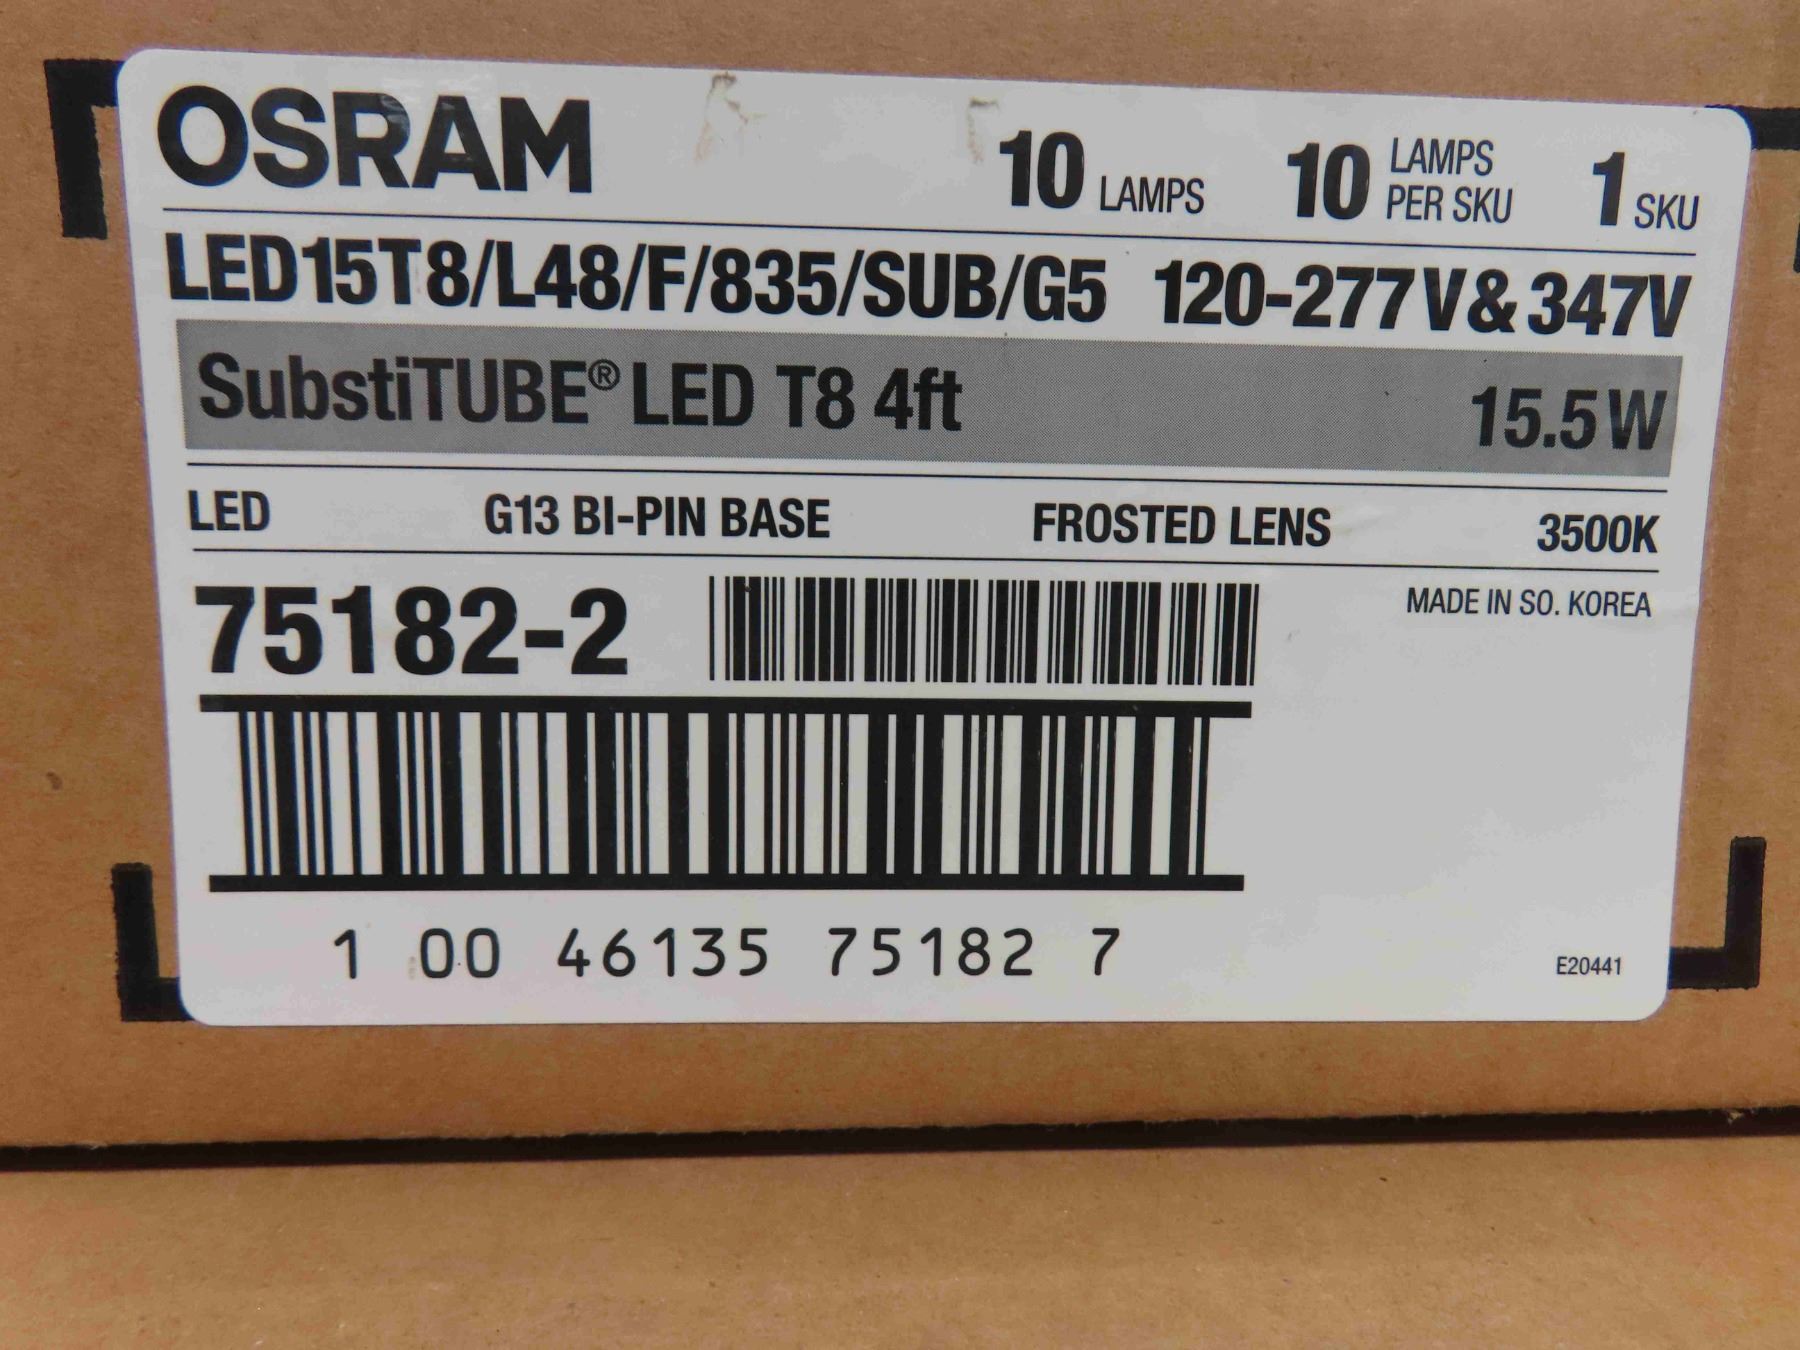 OSRAM
10 LAMPS 10 LAMPS PER SKU 1 SKU
LED15T8/L48/F/835/SUB/G5 120-277V&347V
SubstiTUBE® LED T8 4ft 15.5W
LED G13 BI-PIN BASE FROSTED LENS 3500K
75182-2
MADE IN SO. KOREA
1 00 46135 75182 7
E20441